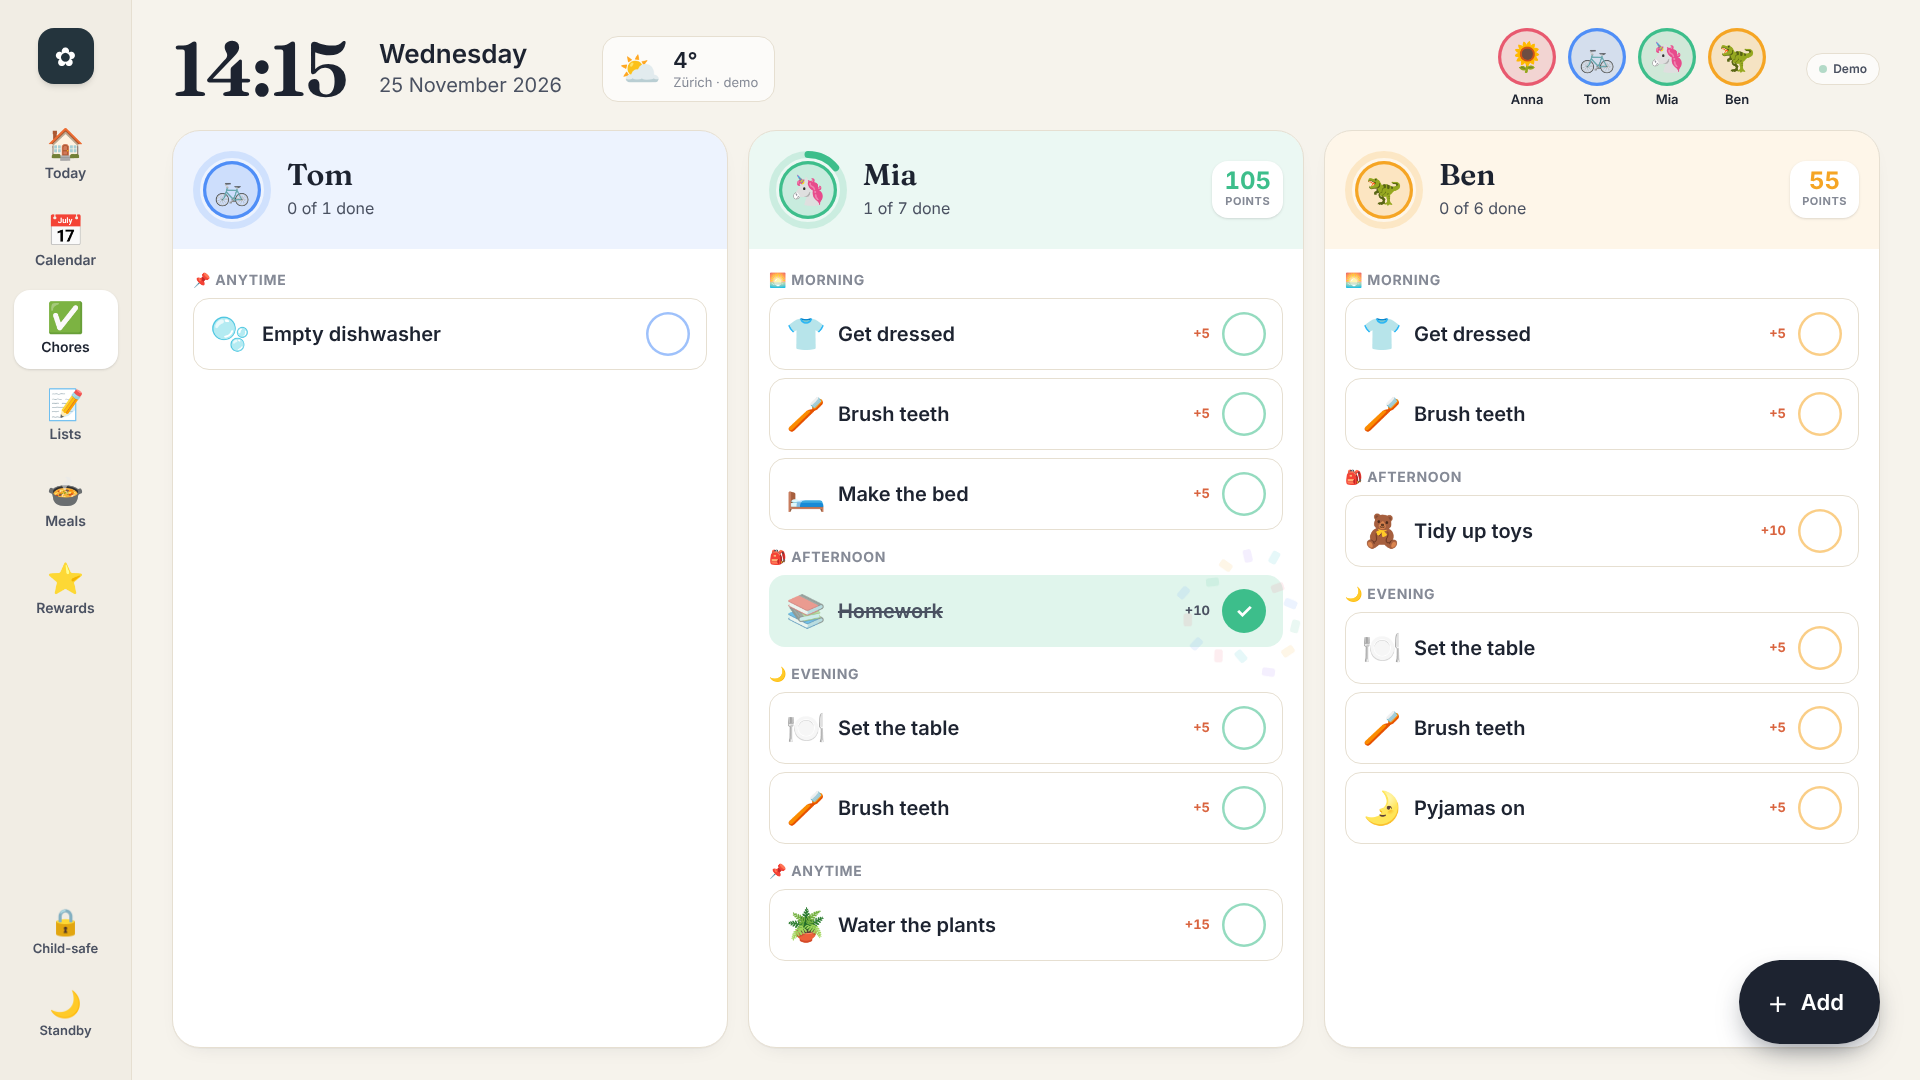 14:15
Wednesday
25 November 2026
4°
Zürich · demo
Anna
Tom
Mia
Ben
Demo
Today
JULY
17
Calendar
Chores
Lists
Meals
Rewards
Child-safe
Standby
Tom
0 of 1 done
ANYTIME
Empty dishwasher
Mia
1 of 7 done
105
POINTS
MORNING
Get dressed +5
Brush teeth +5
Make the bed +5
AFTERNOON
Homework +10
EVENING
Set the table +5
Brush teeth +5
ANYTIME
Water the plants +15
Ben
0 of 6 done
55
POINTS
MORNING
Get dressed +5
Brush teeth +5
AFTERNOON
Tidy up toys +10
EVENING
Set the table +5
Brush teeth +5
Pyjamas on +5
+ Add